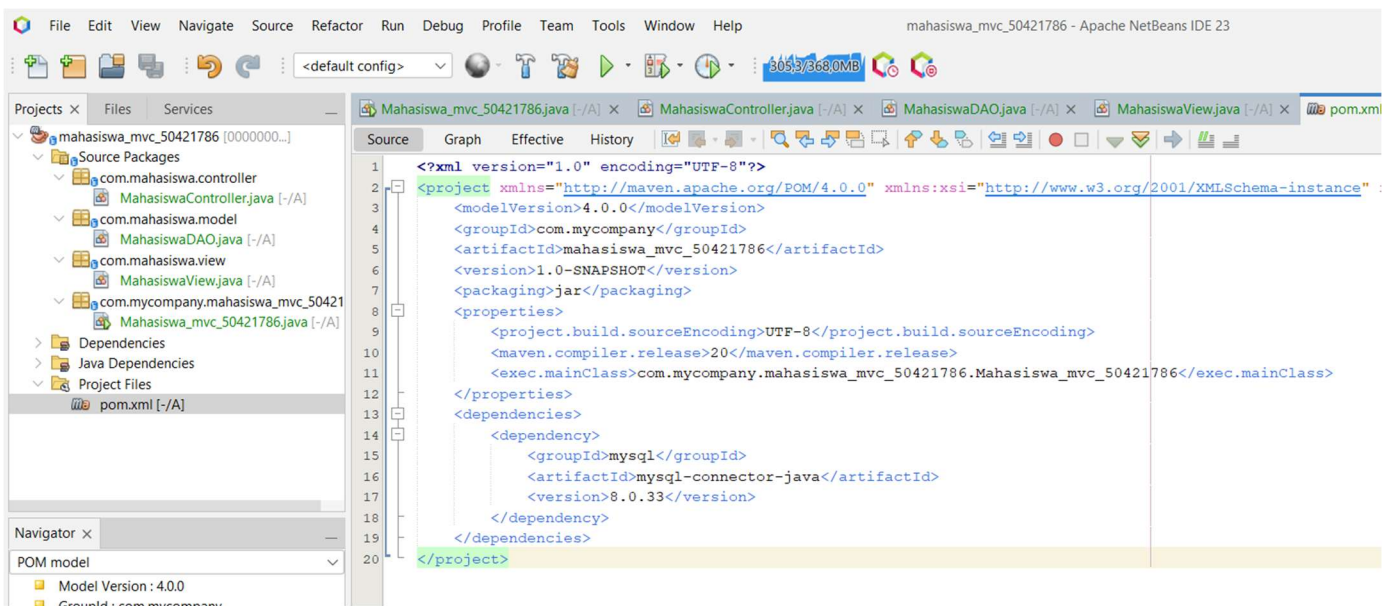 File Edit View Navigate Source Refactor Run Debug Profile Team Tools Window Help mahasiswa_mvc_50421786 - Apache NetBeans IDE 23
<default config> 305,3/368,0MB
Projects × Files Services
Mahasiswa_mvc_50421786.java [-/A] × MahasiswaController.java [-/A] × MahasiswaDAO.java [-/A] × MahasiswaView.java [-/A] × pom.xml
mahasiswa_mvc_50421786 [0000000...]
Source Packages
com.mahasiswa.controller
MahasiswaController.java [-/A]
com.mahasiswa.model
MahasiswaDAO.java [-/A]
com.mahasiswa.view
MahasiswaView.java [-/A]
com.mycompany.mahasiswa_mvc_50421
Mahasiswa_mvc_50421786.java [-/A]
Dependencies
Java Dependencies
Project Files
pom.xml [-/A]
Navigator ×
POM model
Model Version : 4.0.0
GroupId : com.mycompany
Source Graph Effective History
1 <?xml version="1.0" encoding="UTF-8"?>
2 <project xmlns="http://maven.apache.org/POM/4.0.0" xmlns:xsi="http://www.w3.org/2001/XMLSchema-instance"
3 <modelVersion>4.0.0</modelVersion>
4 <groupId>com.mycompany</groupId>
5 <artifactId>mahasiswa_mvc_50421786</artifactId>
6 <version>1.0-SNAPSHOT</version>
7 <packaging>jar</packaging>
8 <properties>
9 <project.build.sourceEncoding>UTF-8</project.build.sourceEncoding>
10 <maven.compiler.release>20</maven.compiler.release>
11 <exec.mainClass>com.mycompany.mahasiswa_mvc_50421786.Mahasiswa_mvc_50421786</exec.mainClass>
12 </properties>
13 <dependencies>
14 <dependency>
15 <groupId>mysql</groupId>
16 <artifactId>mysql-connector-java</artifactId>
17 <version>8.0.33</version>
18 </dependency>
19 </dependencies>
20 </project>